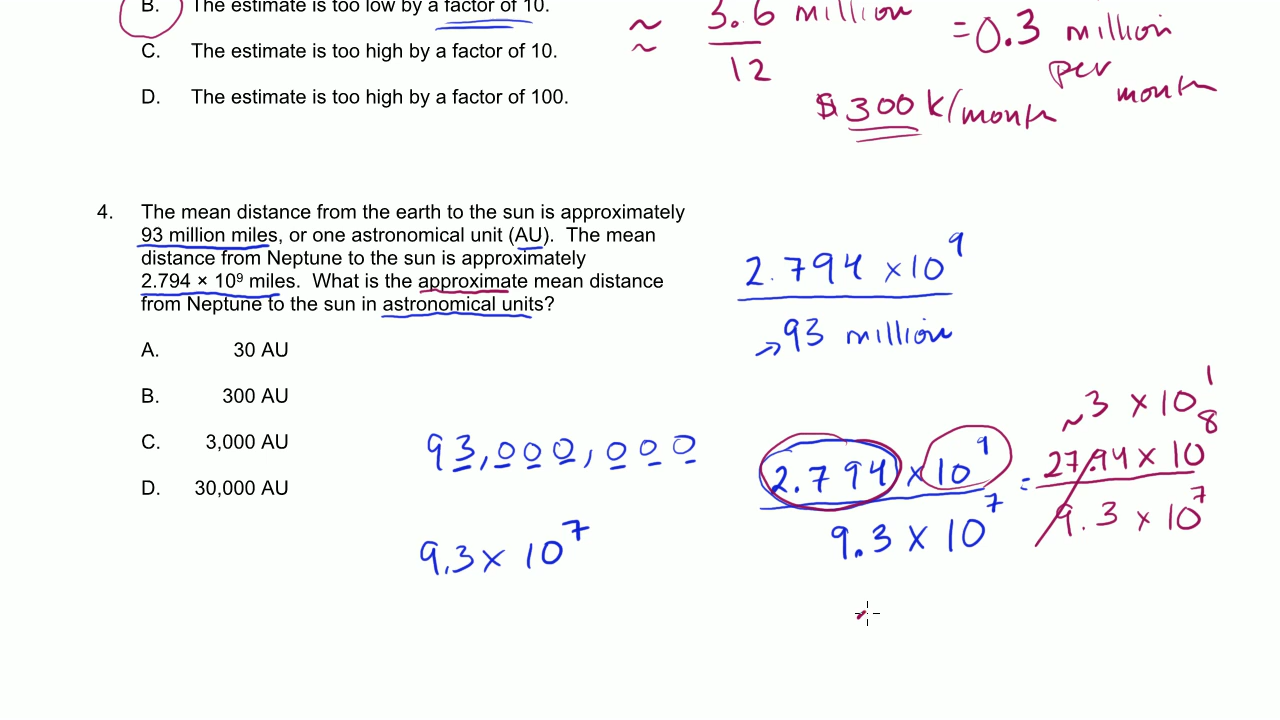 B. The estimate is too low by a factor of 10.
C. The estimate is too high by a factor of 10.
D. The estimate is too high by a factor of 100.
≈ 3.6 million
12
=0.3 million
per
month
$300 k/month
4. The mean distance from the earth to the sun is approximately
93 million miles, or one astronomical unit (AU). The mean
distance from Neptune to the sun is approximately
2.794 × 10⁹ miles. What is the approximate mean distance
from Neptune to the sun in astronomical units?
A. 30 AU
B. 300 AU
C. 3,000 AU
D. 30,000 AU
2.794 ×10⁹
→93 million
93,000,000
9.3 × 10⁷
2.794 × 10⁹
9.3 × 10⁷
~3 × 10¹
= 27.94 × 10⁸
9.3 × 10⁷